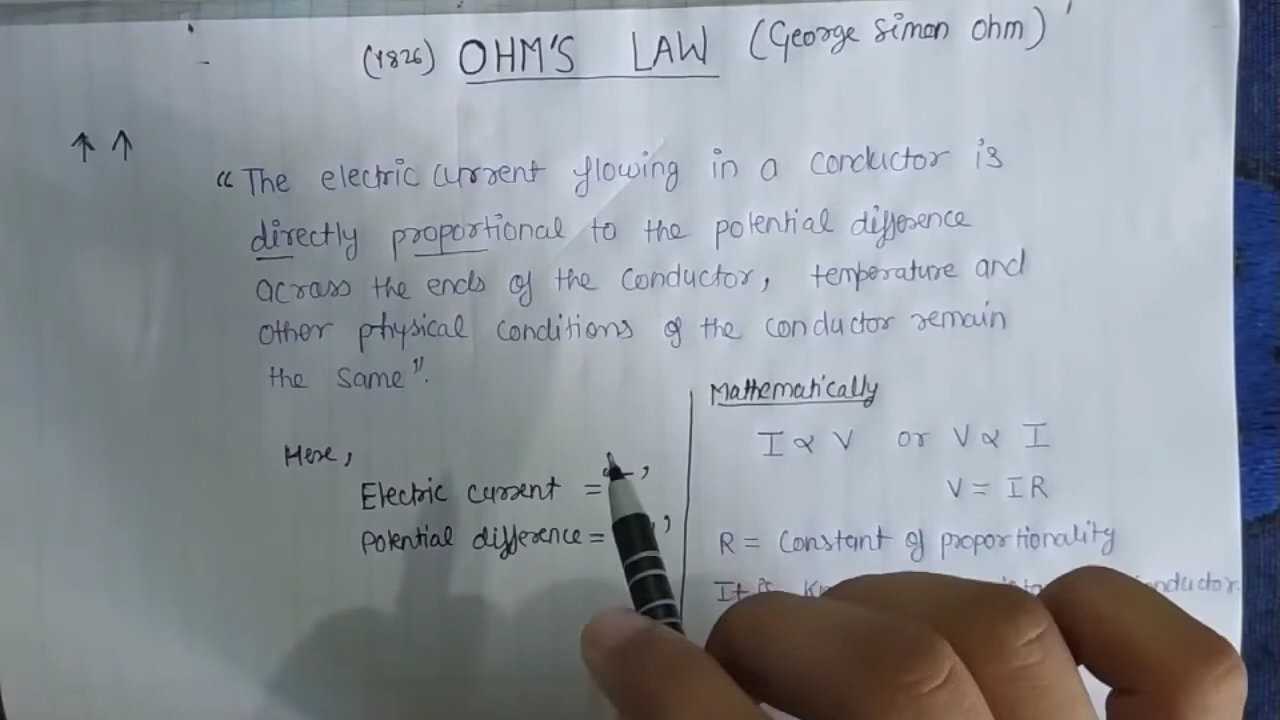 (1826) OHM'S LAW (George Simon Ohm)
↑ ↑
"The electric current flowing in a conductor is
directly proportional to the potential difference
across the ends of the conductor, temperature and
other physical conditions of the conductor remain
the same".
Here,
Electric current =
Potential difference =
Mathematically
I ∝ V or V ∝ I
V = IR
R = Constant of proportionality
It is